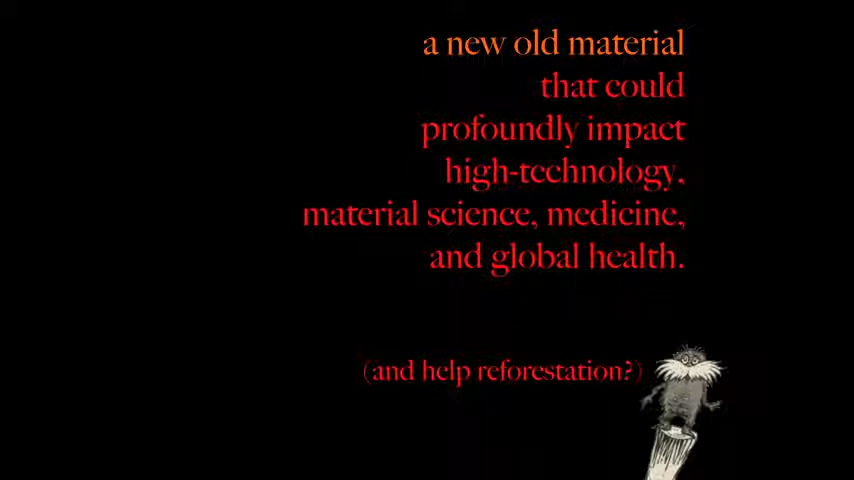 a new old material
that could
profoundly impact
high-technology,
material science, medicine,
and global health.
(and help reforestation?)